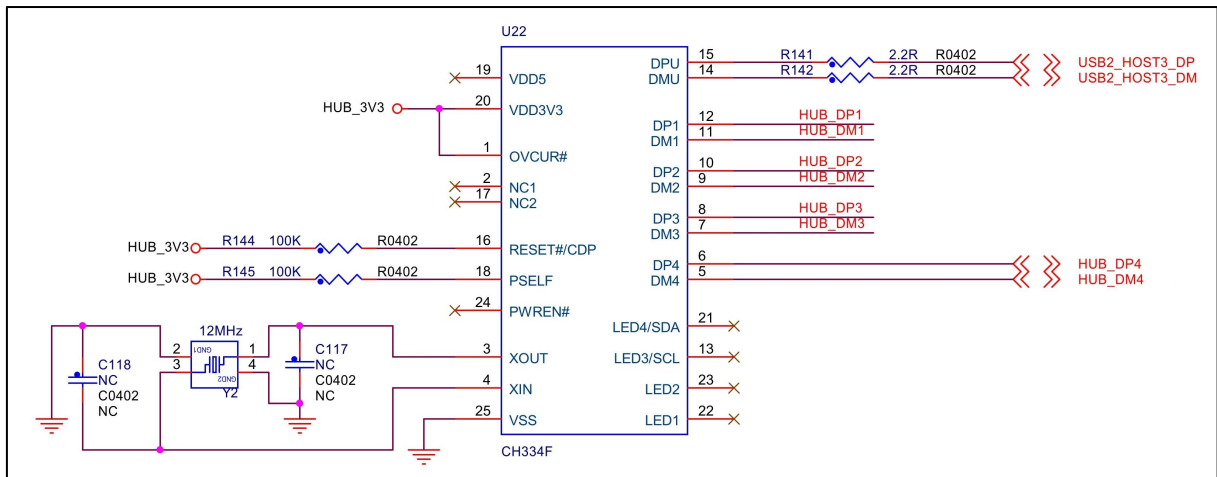 U22
19 VDD5
HUB_3V3 20 VDD3V3
1 OVCUR#
2 NC1
17 NC2
HUB_3V3 R144 100K R0402 16 RESET#/CDP
HUB_3V3 R145 100K R0402 18 PSELF
24 PWREN#
12MHz
2 GND1 1
3 GND2 4
Y2
C118
NC
C0402
NC
C117
NC
C0402
NC
3 XOUT
4 XIN
25 VSS
DPU 15 R141 2.2R R0402 USB2_HOST3_DP
DMU 14 R142 2.2R R0402 USB2_HOST3_DM
DP1 12 HUB_DP1
DM1 11 HUB_DM1
DP2 10 HUB_DP2
DM2 9 HUB_DM2
DP3 8 HUB_DP3
DM3 7 HUB_DM3
DP4 6 HUB_DP4
DM4 5 HUB_DM4
LED4/SDA 21
LED3/SCL 13
LED2 23
LED1 22
CH334F